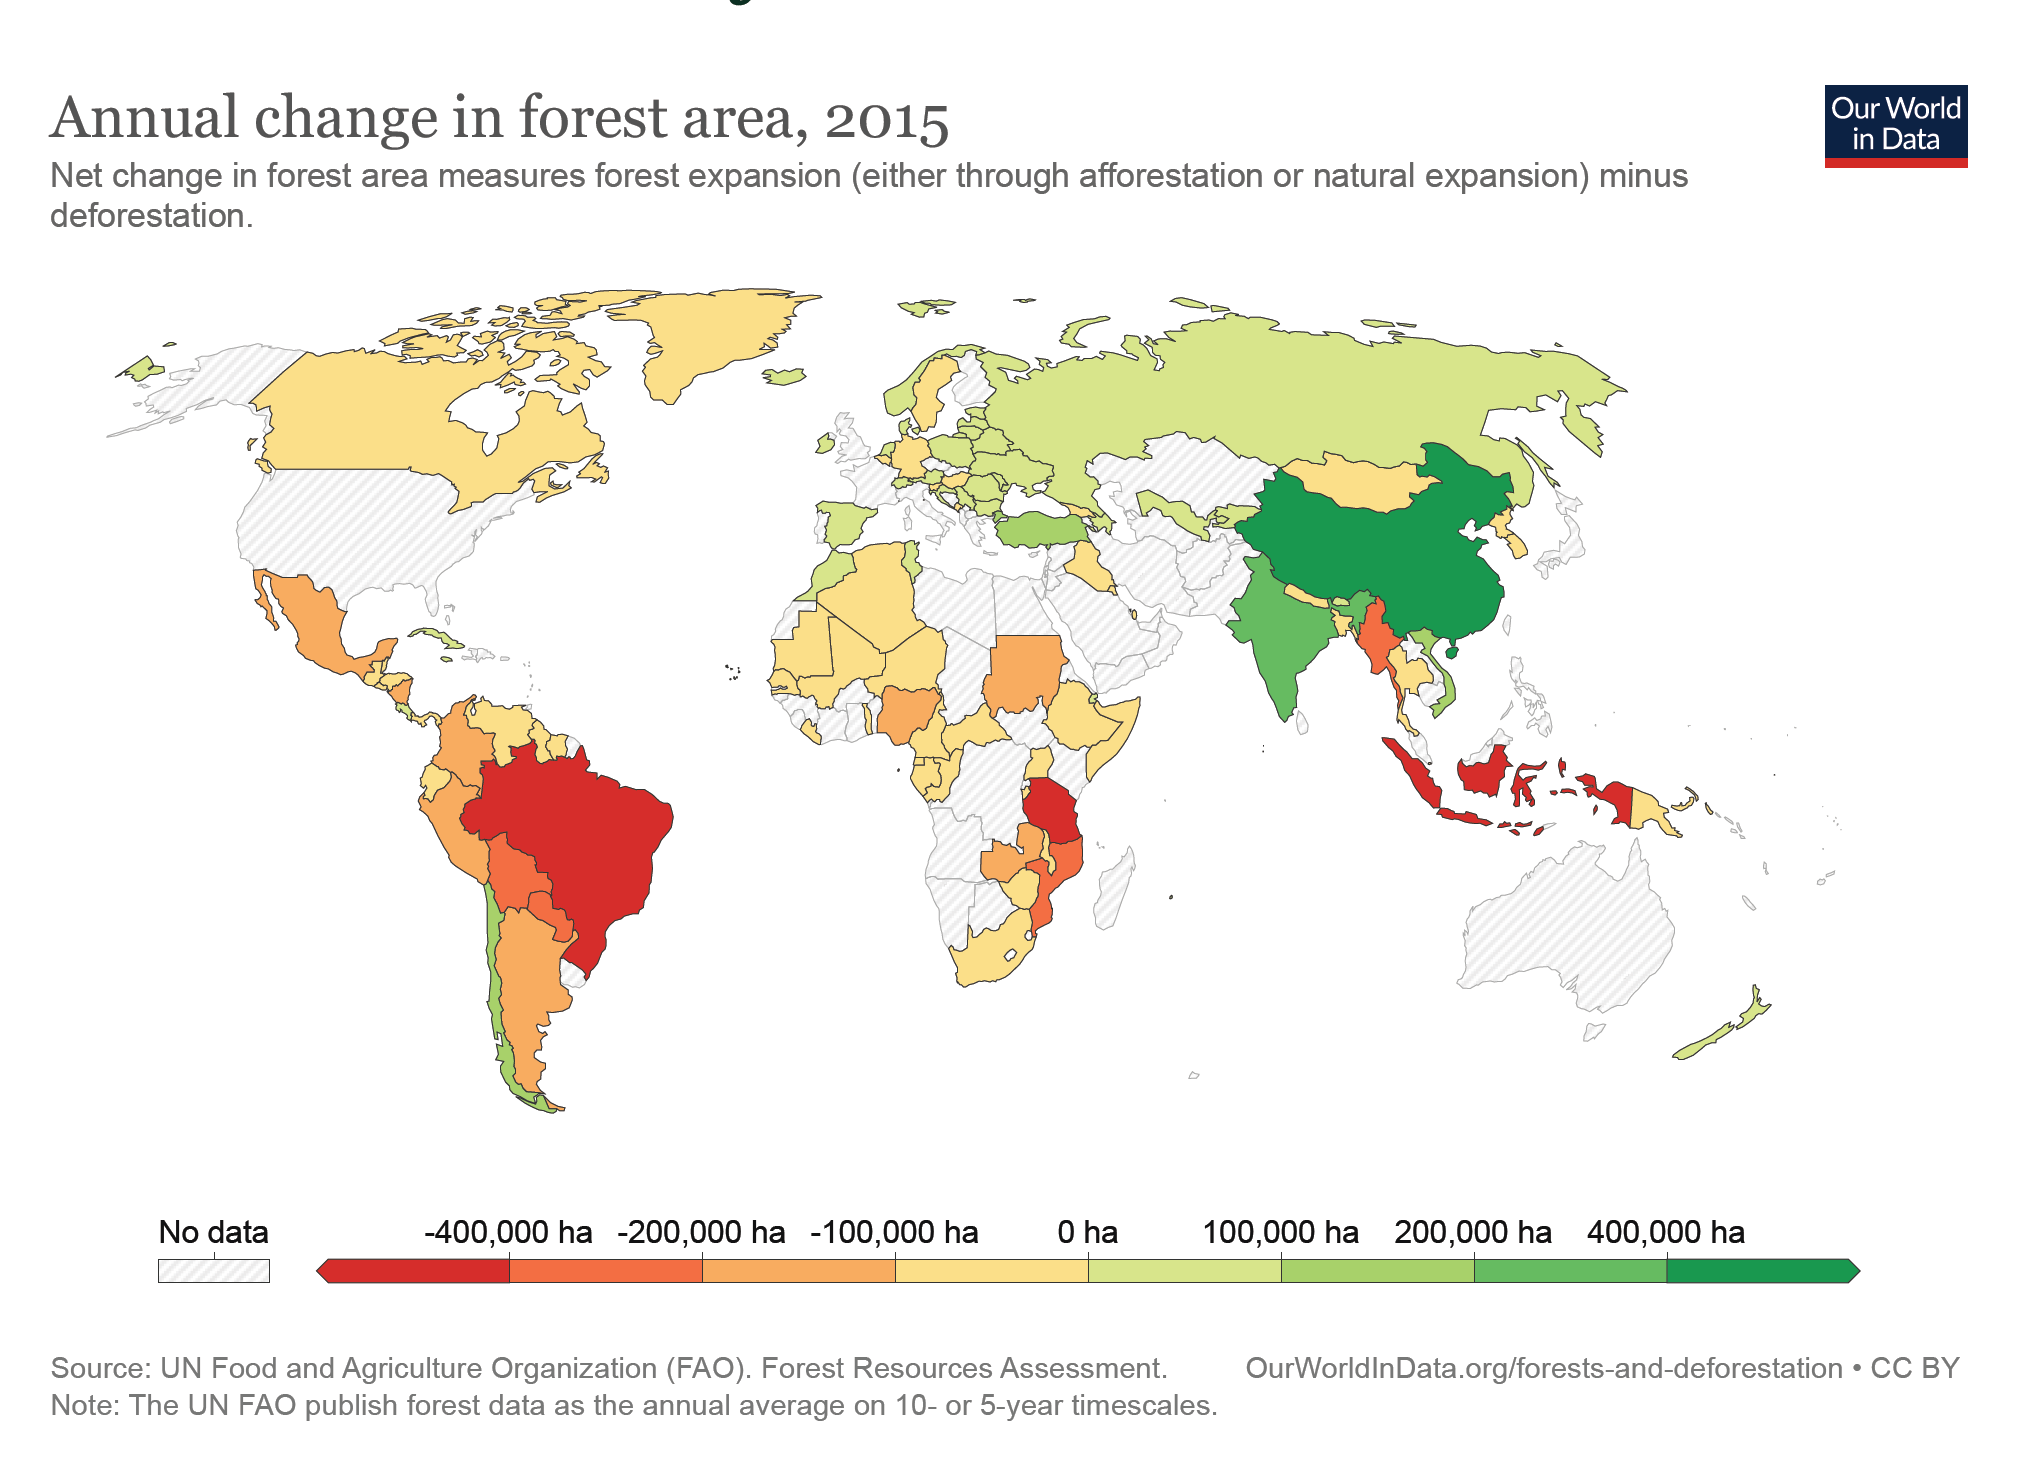 Annual change in forest area, 2015
Our World
in Data
Net change in forest area measures forest expansion (either through afforestation or natural expansion) minus
deforestation.
No data
-400,000 ha
-200,000 ha
-100,000 ha
0 ha
100,000 ha
200,000 ha
400,000 ha
Source: UN Food and Agriculture Organization (FAO). Forest Resources Assessment.
OurWorldInData.org/forests-and-deforestation • CC BY
Note: The UN FAO publish forest data as the annual average on 10- or 5-year timescales.